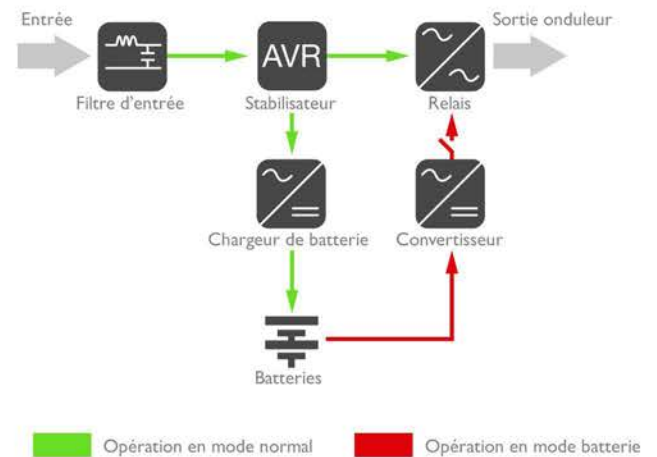 Entrée
Sortie onduleur
AVR
Filtre d'entrée
Stabilisateur
Relais
Chargeur de batterie
Convertisseur
Batteries
Opération en mode normal
Opération en mode batterie